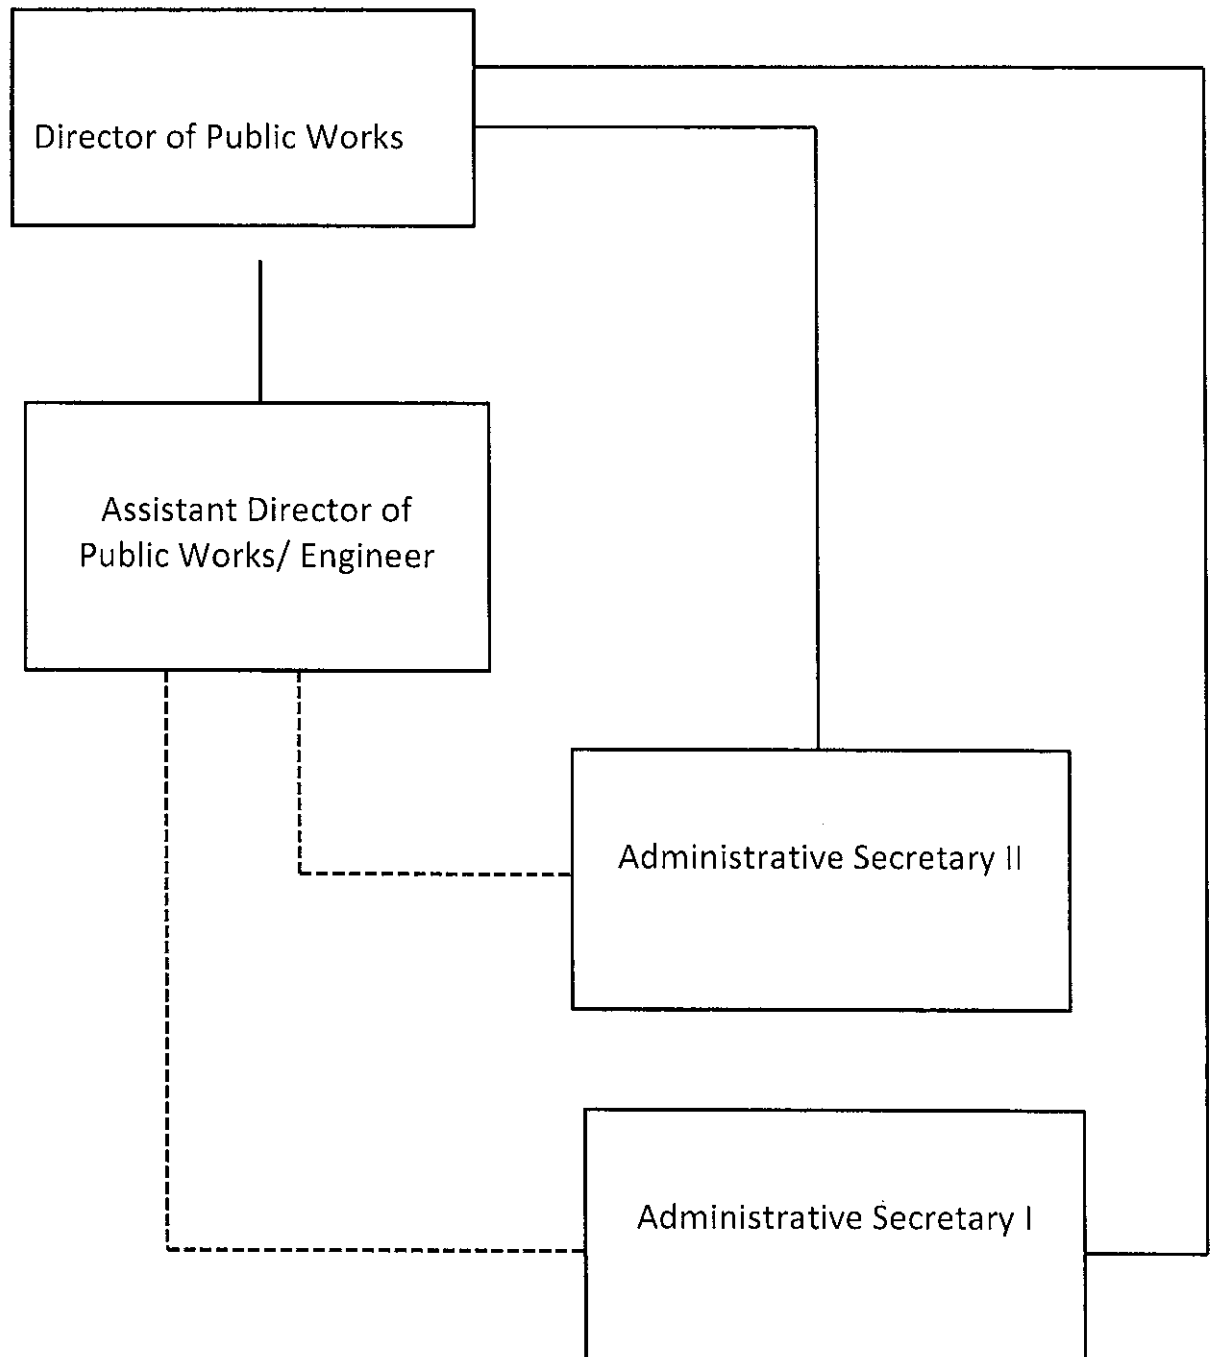 Director of Public Works
Assistant Director of
Public Works/ Engineer
Administrative Secretary II
Administrative Secretary I